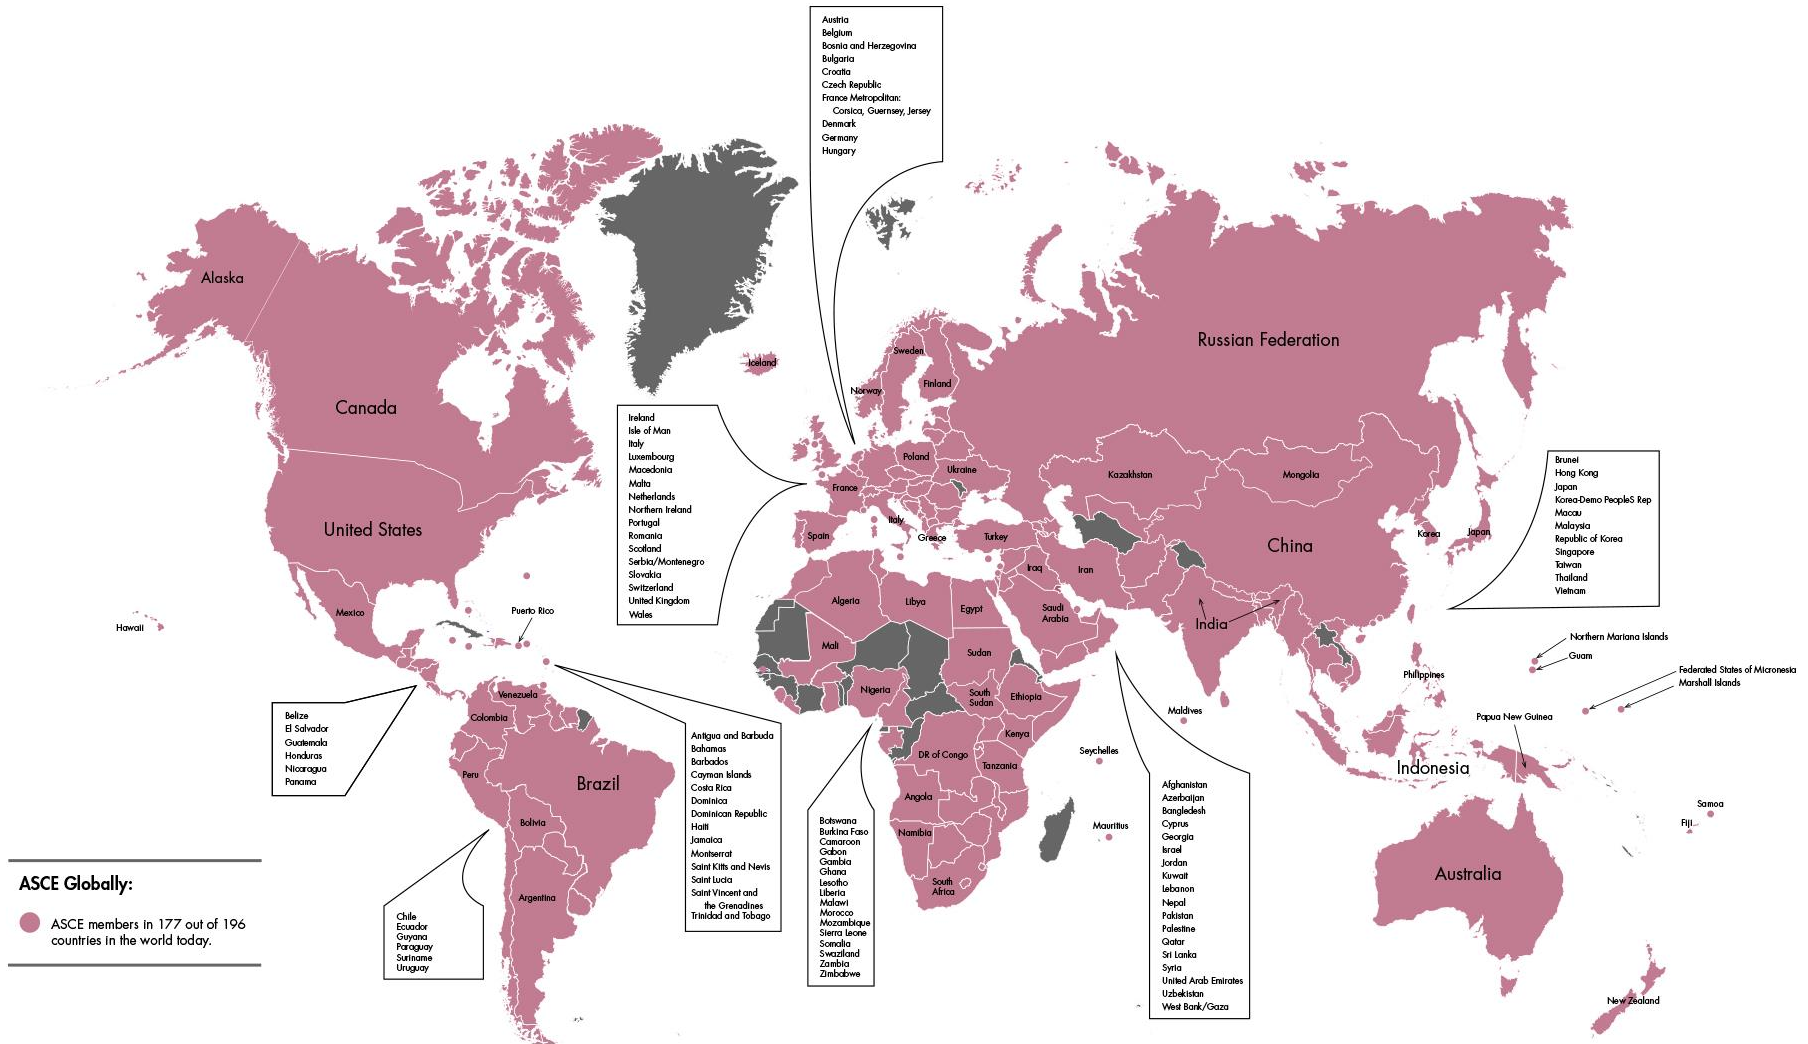 Austria
Belgium
Bosnia and Herzegovina
Bulgaria
Croatia
Czech Republic
France Metropolitan:
Corsica, Guernsey, Jersey
Denmark
Germany
Hungary
Alaska
Canada
United States
Hawaii
Mexico
Puerto Rico
Iceland
Sweden
Norway
Finland
Russian Federation
Ireland
Isle of Man
Italy
Luxembourg
Macedonia
Malta
Netherlands
Northern Ireland
Portugal
Romania
Scotland
Serbia/Montenegro
Slovakia
Switzerland
United Kingdom
Wales
Poland
Ukraine
France
Italy
Spain
Greece
Turkey
Kazakhstan
Mongolia
China
Korea
Japan
Iraq
Iran
Saudi
Arabia
India
Brunei
Hong Kong
Japan
Korea-Demo PeopleS Rep
Macau
Malaysia
Republic of Korea
Singapore
Taiwan
Thailand
Vietnam
Algeria
Libya
Egypt
Mali
Sudan
Nigeria
South
Sudan
Ethiopia
Kenya
DR of Congo
Tanzania
Angola
Namibia
South
Africa
Seychelles
Mauritius
Maldives
Philippines
Northern Mariana Islands
Guam
Federated States of Micronesia
Marshall Islands
Papua New Guinea
Indonesia
Samoa
Fiji
Australia
New Zealand
Venezuela
Colombia
Peru
Brazil
Bolivia
Argentina
Belize
El Salvador
Guatemala
Honduras
Nicaragua
Panama
Antigua and Barbuda
Bahamas
Barbados
Cayman Islands
Costa Rica
Dominica
Dominican Republic
Haiti
Jamaica
Montserrat
Saint Kitts and Nevis
Saint Lucia
Saint Vincent and
the Grenadines
Trinidad and Tobago
Botswana
Burkina Faso
Camaroon
Gabon
Gambia
Ghana
Lesotho
Liberia
Malawi
Morocco
Mozambique
Sierra Leone
Somalia
Swaziland
Zambia
Zimbabwe
Afghanistan
Azerbaijan
Bangledesh
Cyprus
Georgia
Israel
Jordan
Kuwait
Lebanon
Nepal
Pakistan
Palestine
Qatar
Sri Lanka
Syria
United Arab Emirates
Uzbekistan
West Bank/Gaza
Chile
Ecuador
Guyana
Paraguay
Suriname
Uruguay
ASCE Globally:
ASCE members in 177 out of 196
countries in the world today.